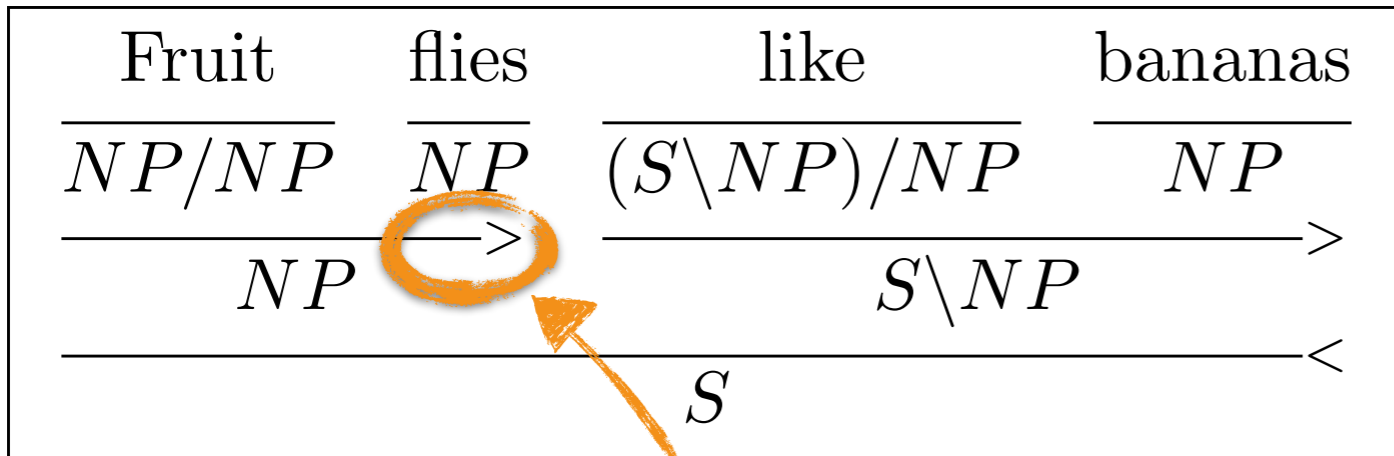 Fruit flies like bananas
NP/NP NP (S\NP)/NP NP
> >
NP S\NP
<
S